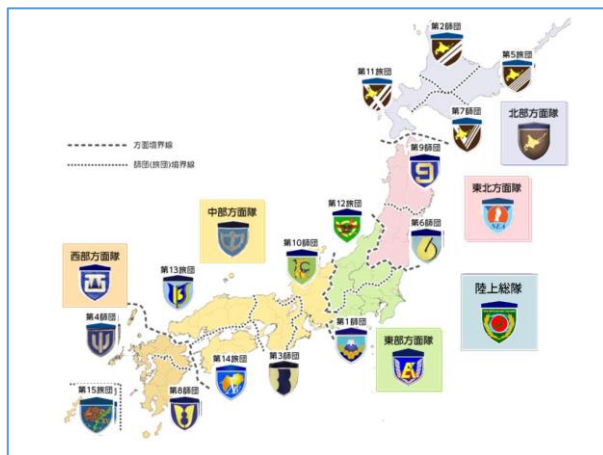 第2師団
第5旅団
第11旅団
第7師団
北部方面隊
方面境界線
師団(旅団)境界線
第9師団
東北方面隊
NEA
第12旅団
中部方面隊
第6師団
第10師団
西部方面隊
第13旅団
陸上総隊
第4師団
第1師団
東部方面隊
第14旅団
第3師団
第15旅団
第8師団